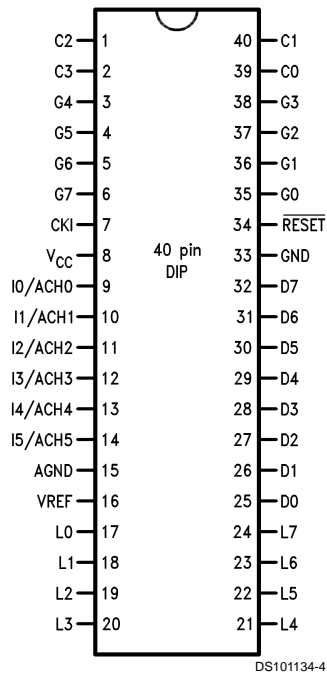 C2 1 40 C1
C3 2 39 C0
G4 3 38 G3
G5 4 37 G2
G6 5 36 G1
G7 6 35 G0
CKI 7 34 RESET
VCC 8 40 pin 33 GND
I0/ACH0 9 DIP 32 D7
I1/ACH1 10 31 D6
I2/ACH2 11 30 D5
I3/ACH3 12 29 D4
I4/ACH4 13 28 D3
I5/ACH5 14 27 D2
AGND 15 26 D1
VREF 16 25 D0
L0 17 24 L7
L1 18 23 L6
L2 19 22 L5
L3 20 21 L4
DS101134-4